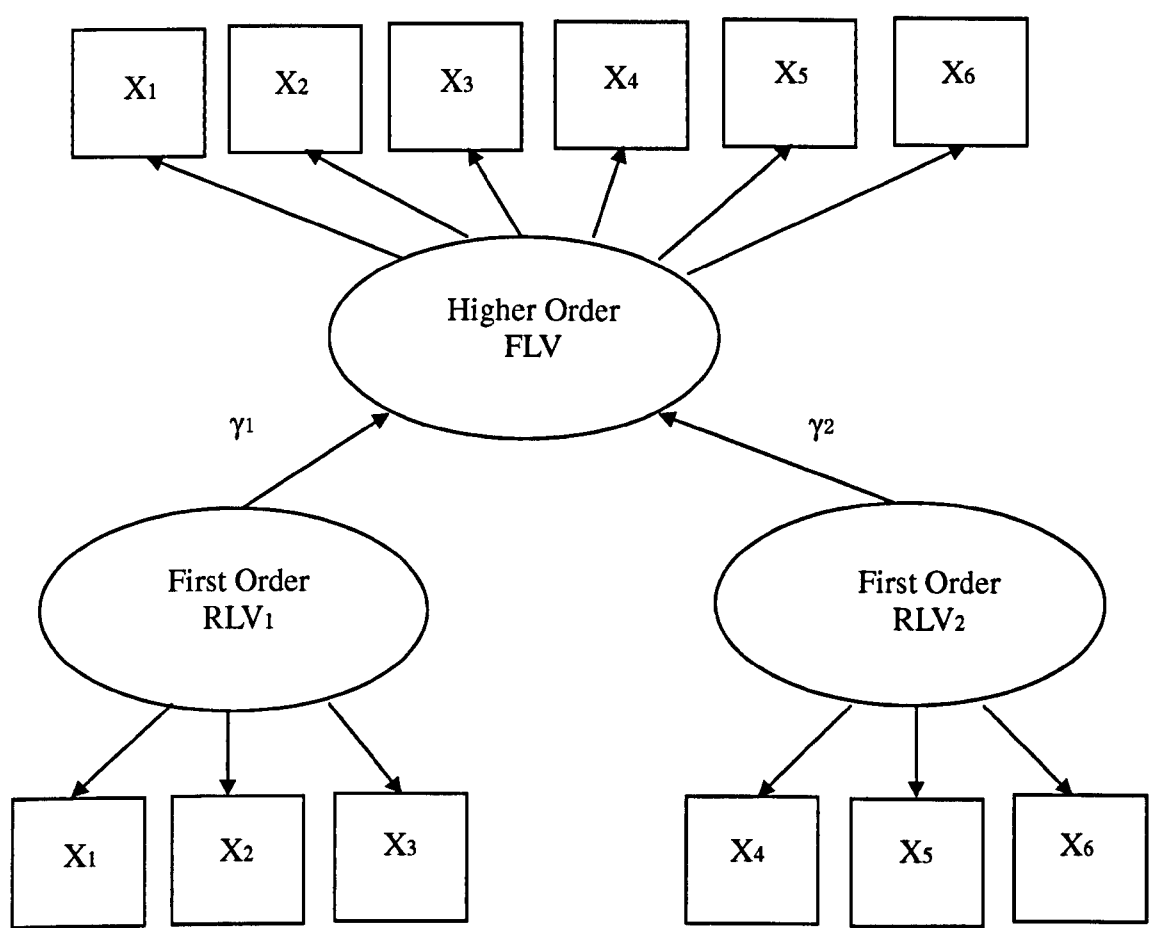 X1 X2 X3 X4 X5 X6
Higher Order
FLV
γ1 γ2
First Order
RLV1
First Order
RLV2
X1 X2 X3 X4 X5 X6